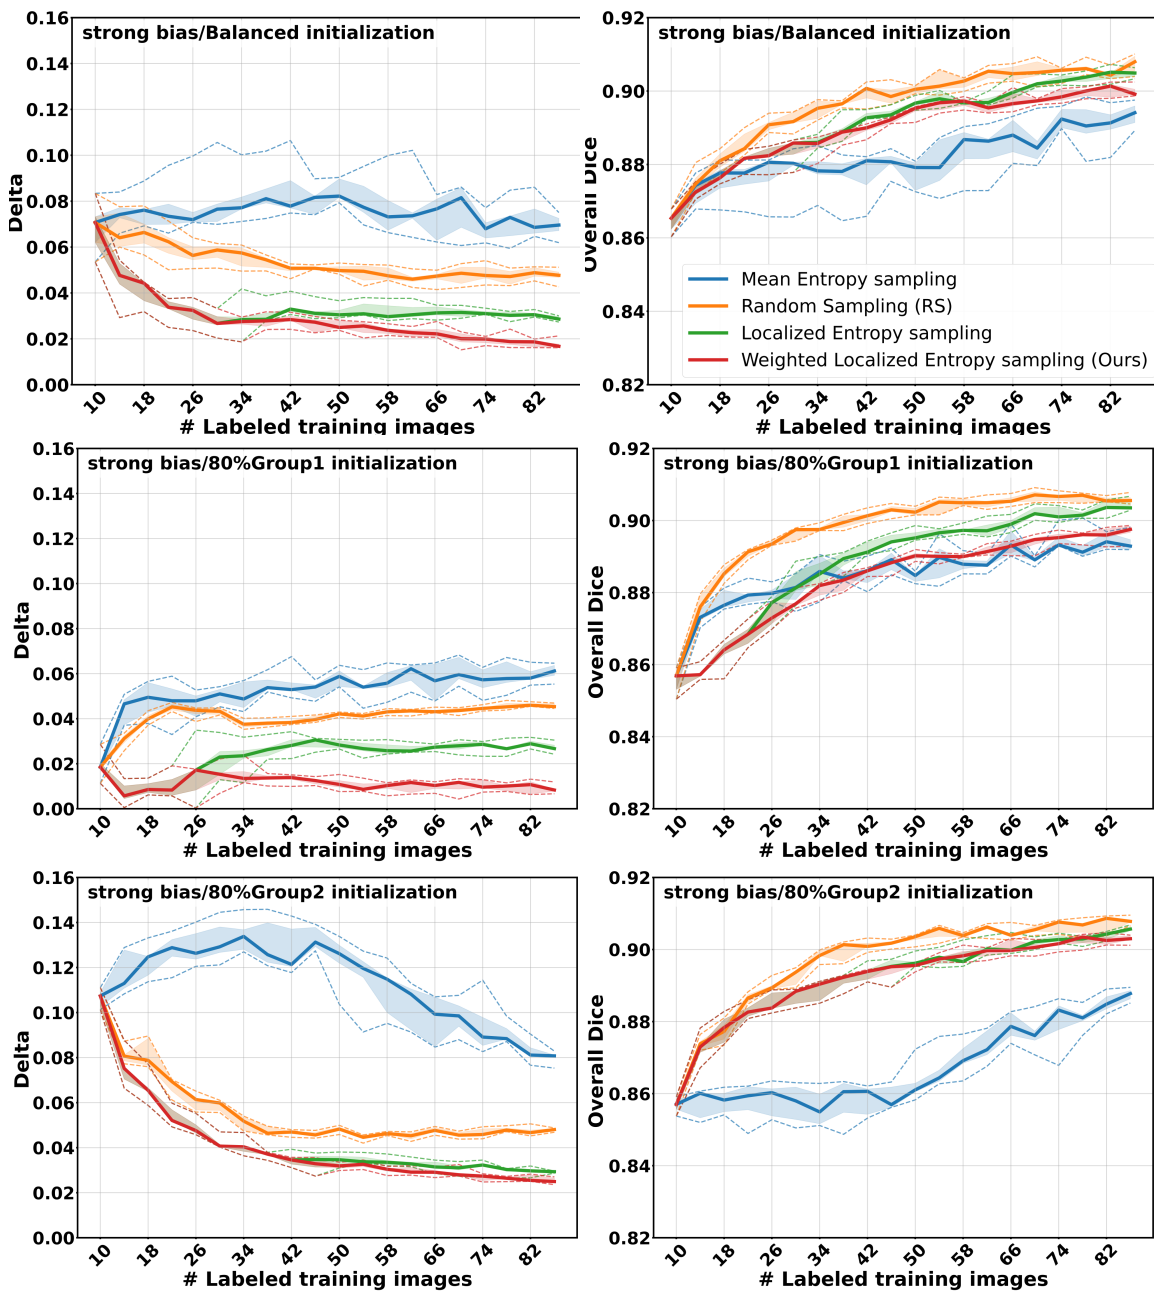 strong bias/Balanced initialization
0.16
0.14
0.12
0.10
0.08
0.06
0.04
0.02
0.00
Delta
10 18 26 34 42 50 58 66 74 82
# Labeled training images
strong bias/Balanced initialization
0.92
0.90
0.88
0.86
0.84
0.82
Overall Dice
Mean Entropy sampling
Random Sampling (RS)
Localized Entropy sampling
Weighted Localized Entropy sampling (Ours)
10 18 26 34 42 50 58 66 74 82
# Labeled training images
strong bias/80%Group1 initialization
0.16
0.14
0.12
0.10
0.08
0.06
0.04
0.02
0.00
Delta
10 18 26 34 42 50 58 66 74 82
# Labeled training images
strong bias/80%Group1 initialization
0.92
0.90
0.88
0.86
0.84
0.82
Overall Dice
10 18 26 34 42 50 58 66 74 82
# Labeled training images
strong bias/80%Group2 initialization
0.16
0.14
0.12
0.10
0.08
0.06
0.04
0.02
0.00
Delta
10 18 26 34 42 50 58 66 74 82
# Labeled training images
strong bias/80%Group2 initialization
0.92
0.90
0.88
0.86
0.84
0.82
Overall Dice
10 18 26 34 42 50 58 66 74 82
# Labeled training images